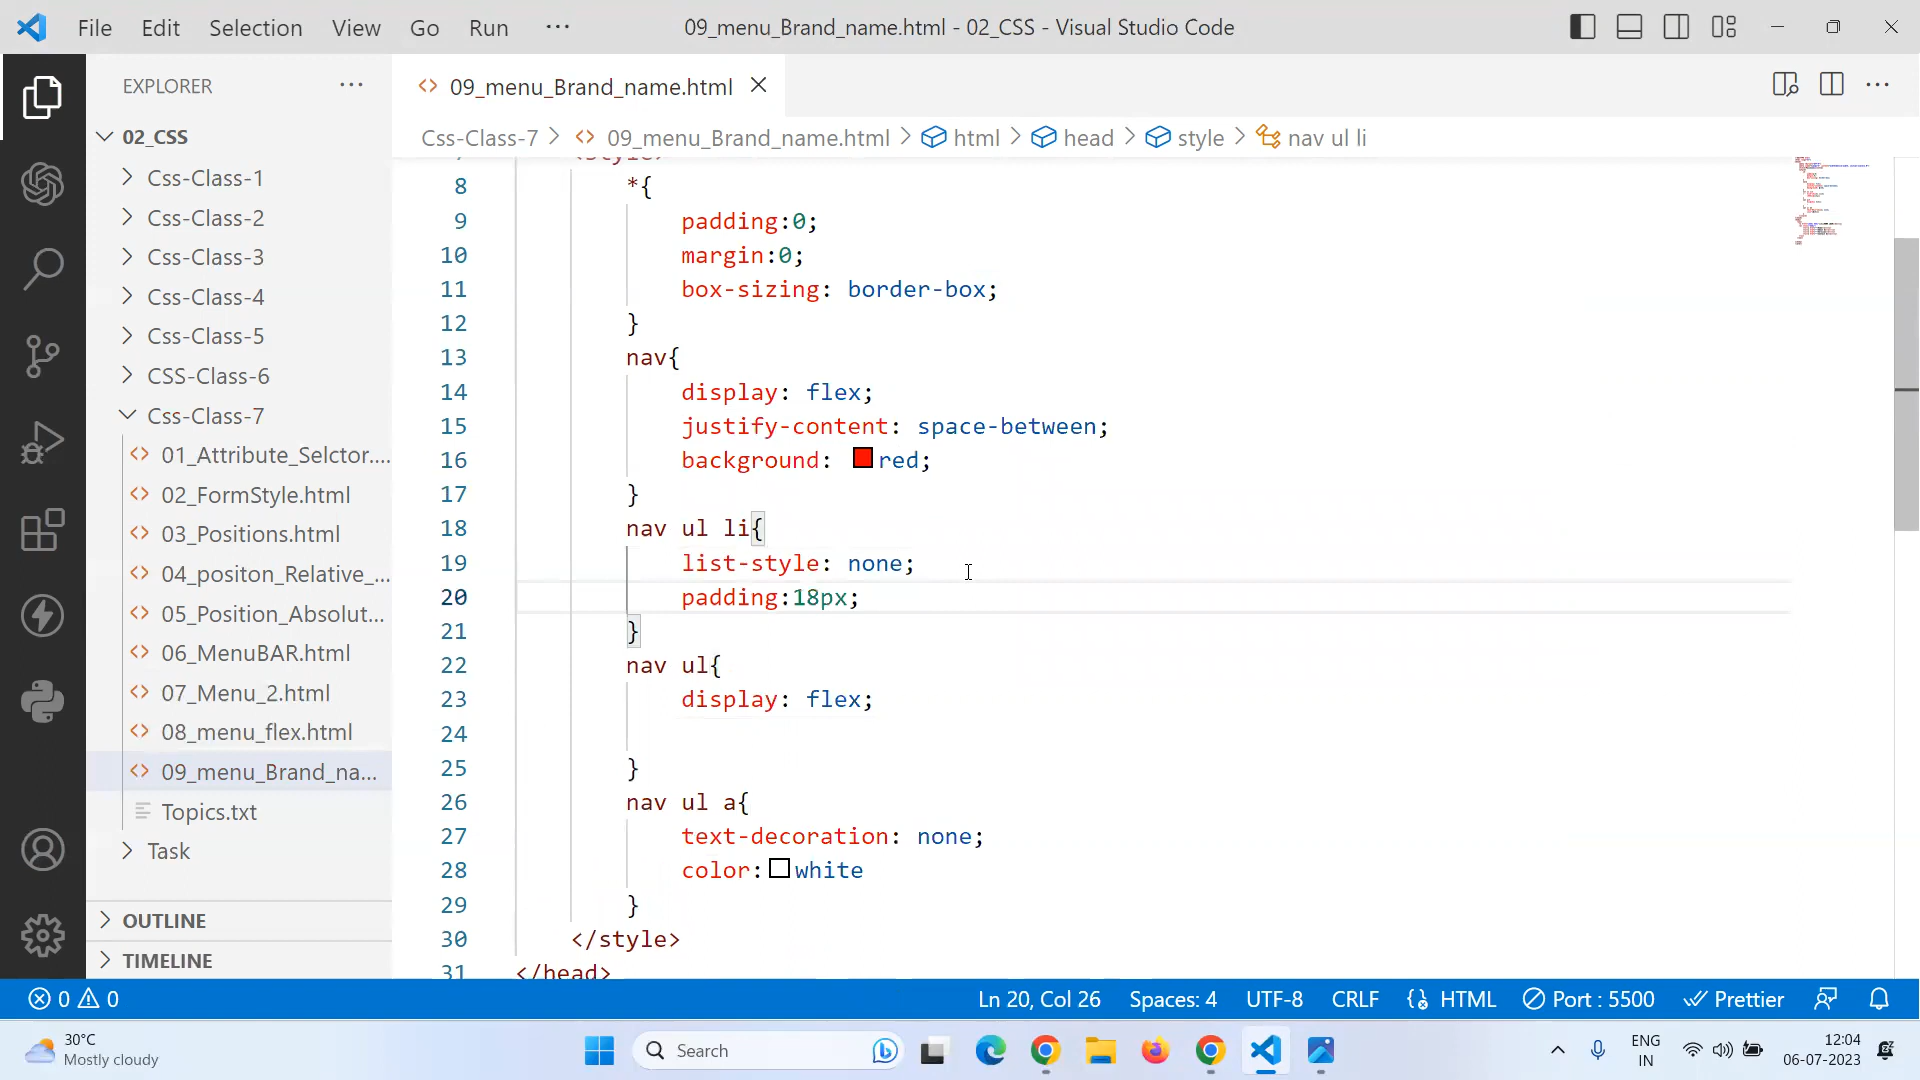 File Edit Selection View Go Run ··· 09_menu_Brand_name.html - 02_CSS - Visual Studio Code
EXPLORER ···
02_CSS
Css-Class-1
Css-Class-2
Css-Class-3
Css-Class-4
Css-Class-5
CSS-Class-6
Css-Class-7
01_Attribute_Selctor....
02_FormStyle.html
03_Positions.html
04_positon_Relative_...
05_Position_Absolut...
06_MenuBAR.html
07_Menu_2.html
08_menu_flex.html
09_menu_Brand_na...
Topics.txt
Task
OUTLINE
TIMELINE
09_menu_Brand_name.html
Css-Class-7 > 09_menu_Brand_name.html > html > head > style > nav ul li
7 <style>
8 *{
9 padding:0;
10 margin:0;
11 box-sizing: border-box;
12 }
13 nav{
14 display: flex;
15 justify-content: space-between;
16 background: red;
17 }
18 nav ul li{
19 list-style: none;
20 padding:18px;
21 }
22 nav ul{
23 display: flex;
24
25 }
26 nav ul a{
27 text-decoration: none;
28 color: white
29 }
30 </style>
31 </head>
0 0 Ln 20, Col 26 Spaces: 4 UTF-8 CRLF HTML Port : 5500 Prettier
30°C
Mostly cloudy
Search
ENG
IN
12:04
06-07-2023